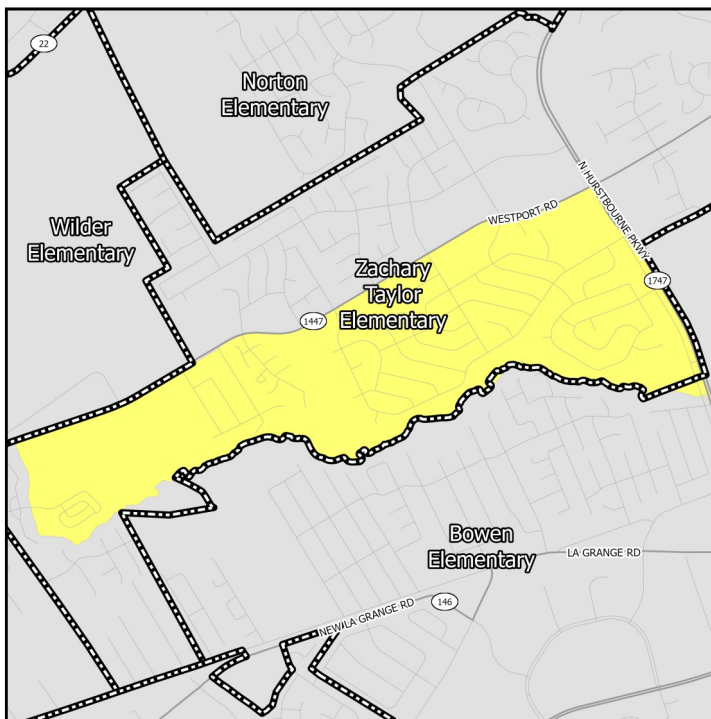 22
Norton
Elementary
N HURSTBOURNE PKWY
WESTPORT RD
Wilder
Elementary
Zachary
Taylor
Elementary
1747
1447
Bowen
Elementary
LA GRANGE RD
146
NEW LA GRANGE RD